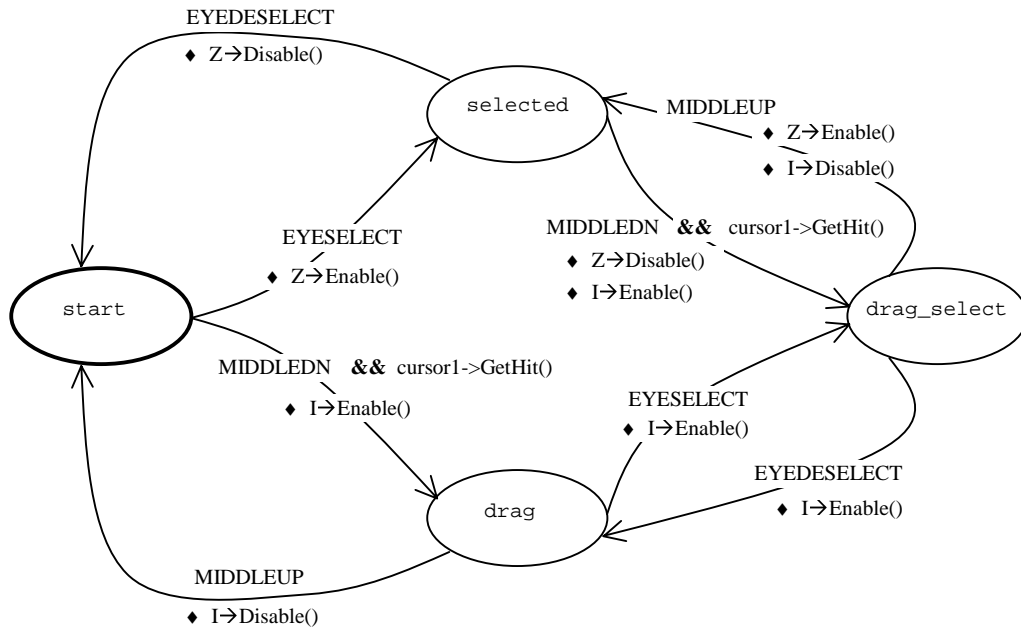 EYEDESELECT
♦ Z→Disable()
selected
MIDDLEUP
♦ Z→Enable()
♦ I→Disable()
EYESELECT
♦ Z→Enable()
MIDDLEDN && cursor1->GetHit()
♦ Z→Disable()
♦ I→Enable()
start
drag_select
MIDDLEDN && cursor1->GetHit()
♦ I→Enable()
EYESELECT
♦ I→Enable()
EYEDESELECT
♦ I→Enable()
drag
MIDDLEUP
♦ I→Disable()